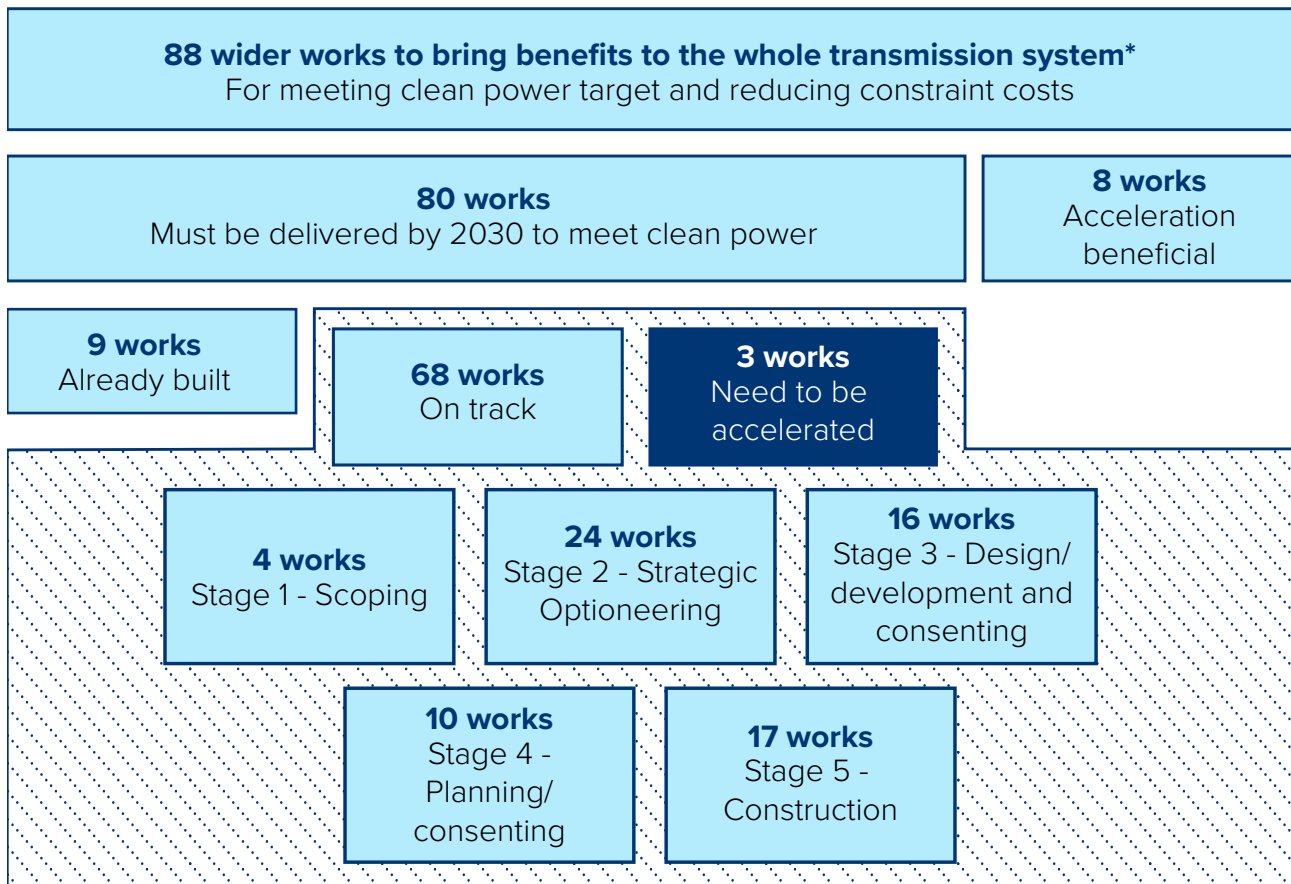 88 wider works to bring benefits to the whole transmission system*
For meeting clean power target and reducing constraint costs
80 works
Must be delivered by 2030 to meet clean power
8 works
Acceleration
beneficial
9 works
Already built
68 works
On track
3 works
Need to be
accelerated
4 works
Stage 1 - Scoping
24 works
Stage 2 - Strategic
Optioneering
16 works
Stage 3 - Design/
development and
consenting
10 works
Stage 4 -
Planning/
consenting
17 works
Stage 5 -
Construction